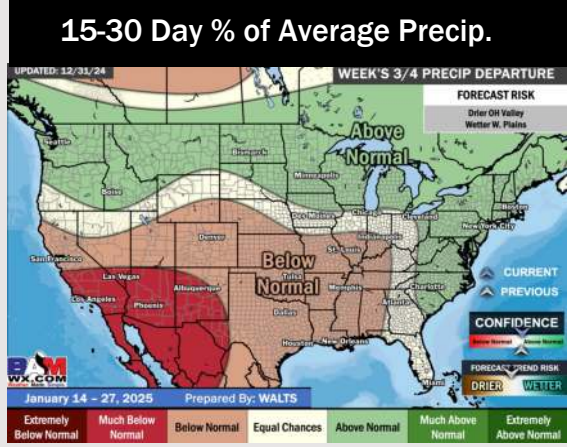 15-30 Day % of Average Precip.
UPDATED: 12/31/24
WEEK'S 3/4 PRECIP DEPARTURE
FORECAST RISK
Drier OH Valley
Wetter W. Plains
Above
Normal
Seattle
Bismarck
Minneapolis
Boise
Boston
Des Moines
Chicago
Cleveland
New York City
Denver
Indianapolis
St. Louis
San Francisco
Below
Normal
Las Vegas
Tulsa
Los Angeles
Albuquerque
Memphis
Charlotte
Phoenix
Atlanta
Dallas
Houston
New Orleans
Miami
CURRENT
PREVIOUS
CONFIDENCE
Below Normal
Above Normal
FORECAST TREND RISK
DRIER
WETTER
BAM
WX.COM
January 14 – 27, 2025
Prepared By: WALTS
Extremely
Below Normal
Much Below
Normal
Below Normal
Equal Chances
Above Normal
Much Above
Normal
Extremely
Above Normal